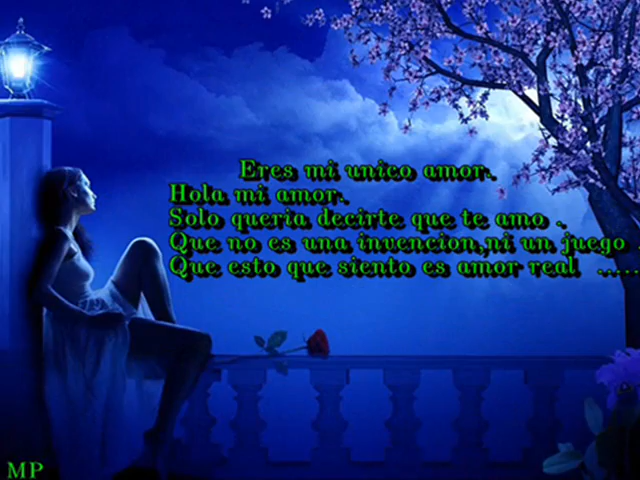 Eres mi unico amor.
Hola mi amor.
Solo queria decirte que te amo .
Que no es una invencion,ni un juego
Que esto que siento es amor real .....
MP